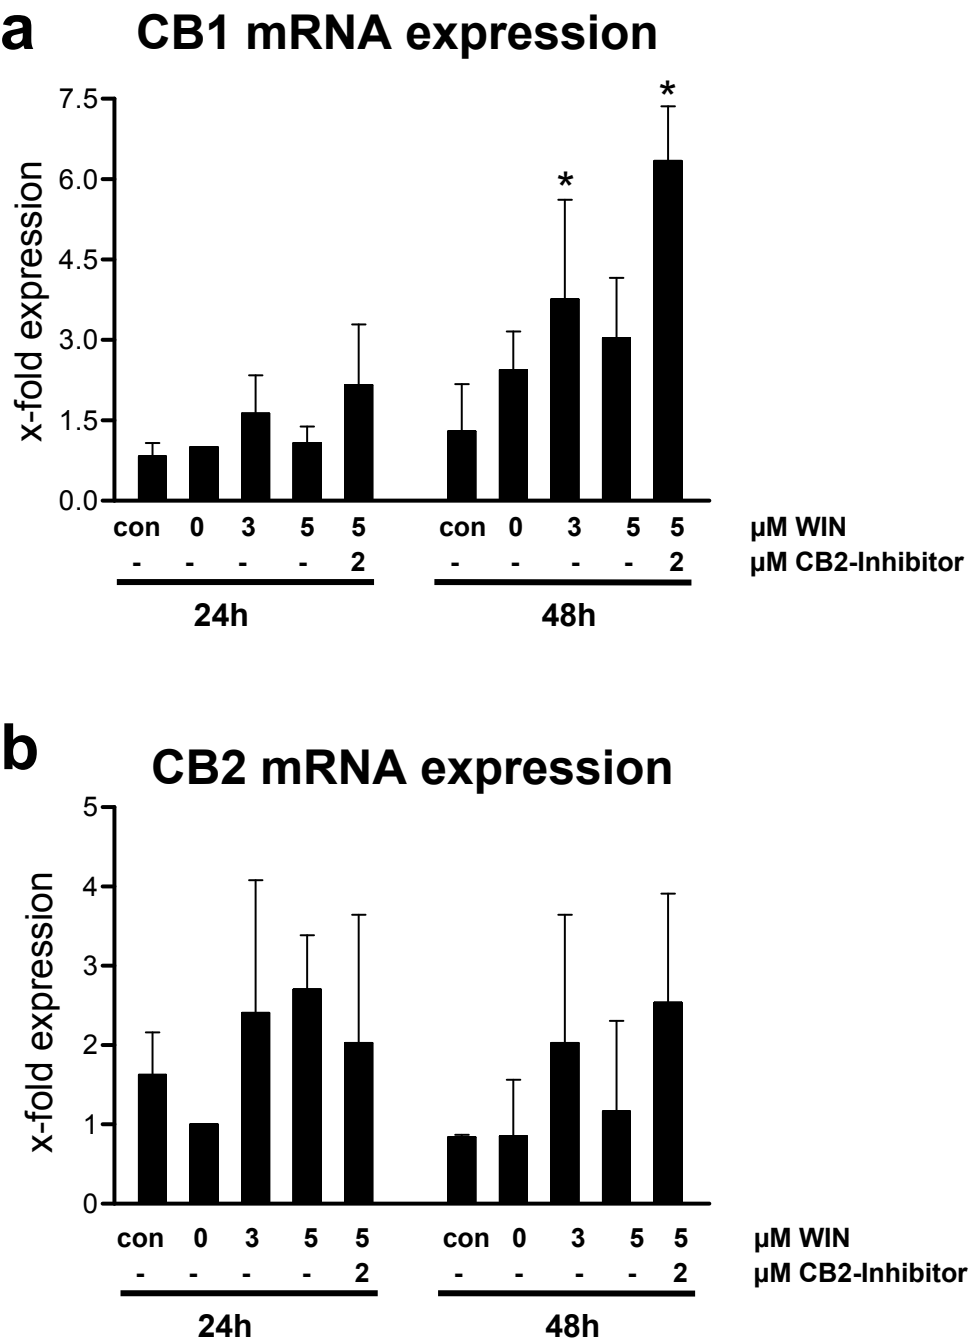 a CB1 mRNA expression
*
7.5
*
6.0
4.5
3.0
1.5
0.0
x-fold expression
con 0 3 5 5 con 0 3 5 5 µM WIN
- - - - 2 - - - - 2 µM CB2-Inhibitor
24h 48h
b CB2 mRNA expression
5
4
3
2
1
0
x-fold expression
con 0 3 5 5 con 0 3 5 5 µM WIN
- - - - 2 - - - - 2 µM CB2-Inhibitor
24h 48h